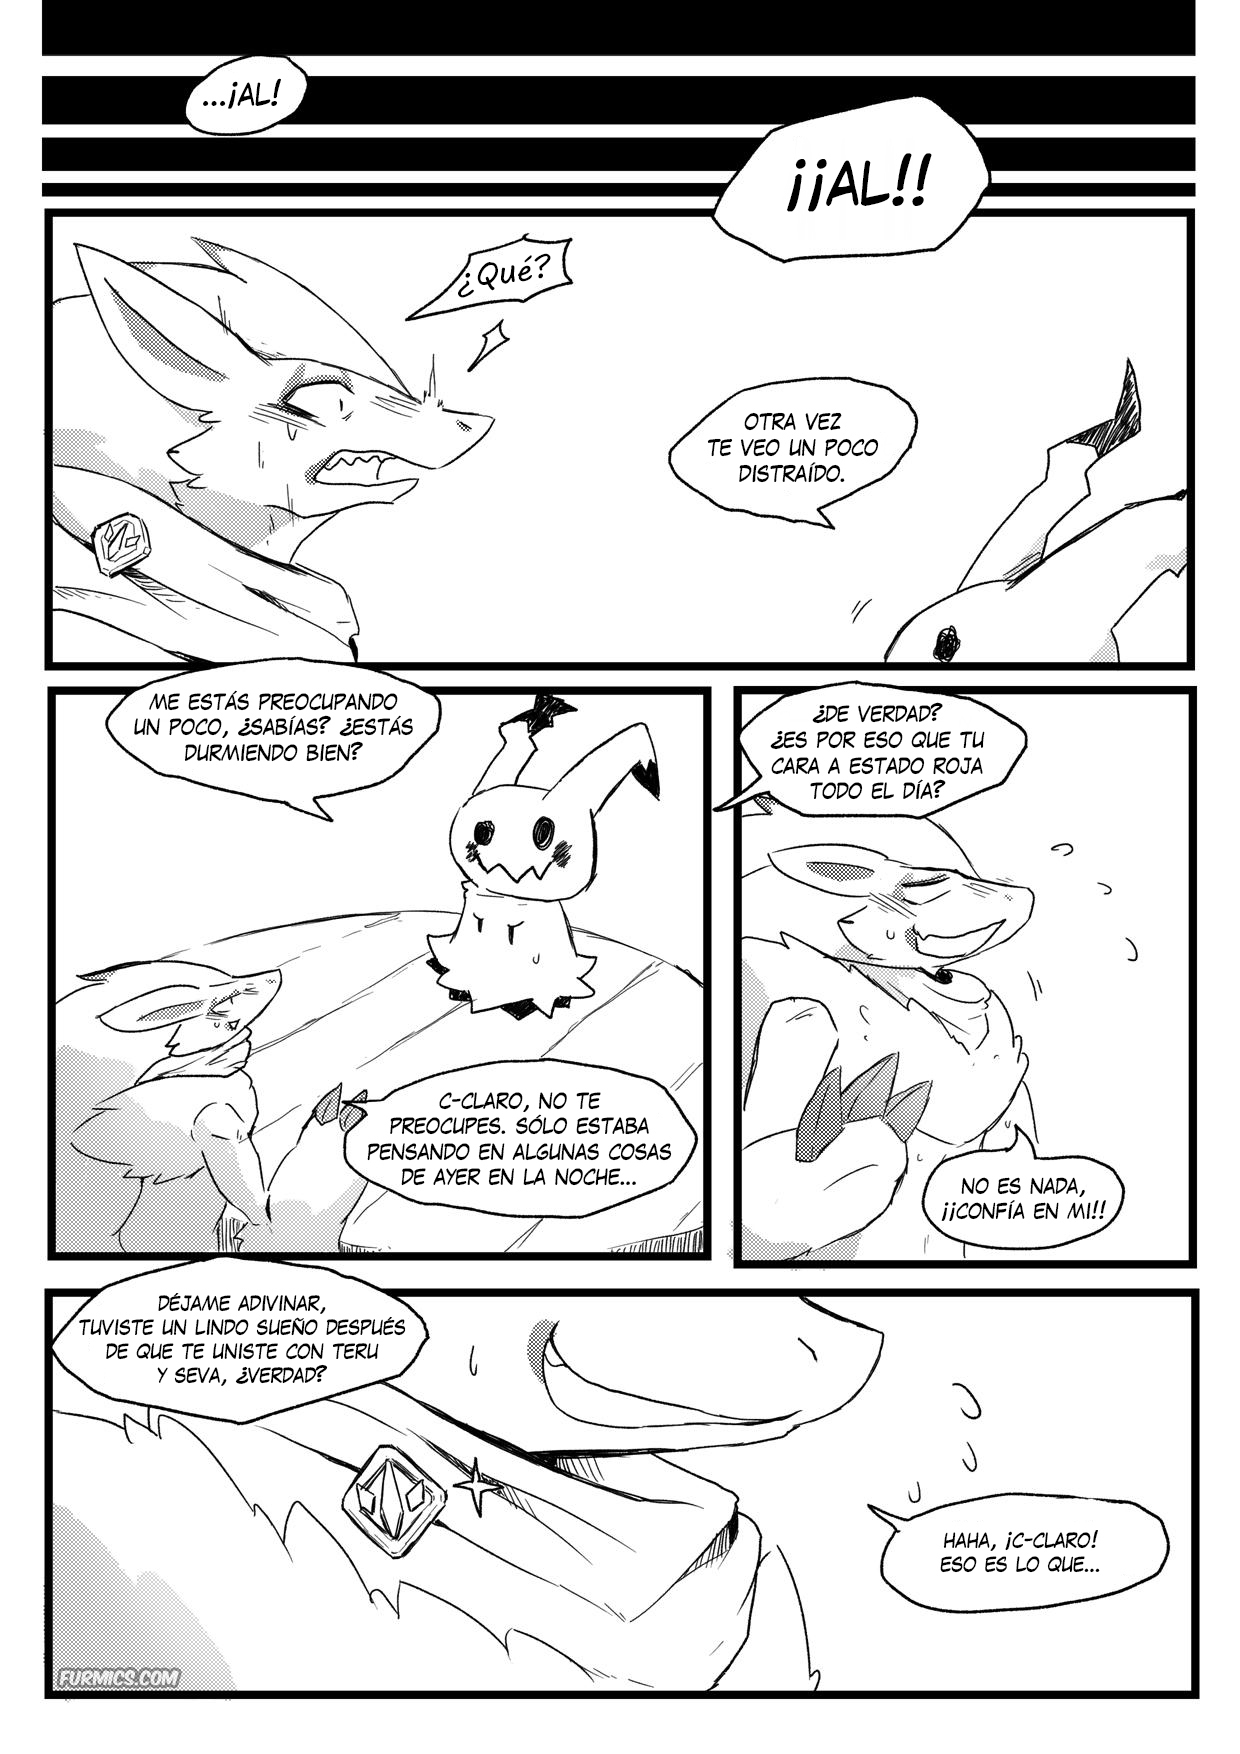 ...¡AL!
¡¡AL!!
¿Qué?
OTRA VEZ
TE VEO UN POCO
DISTRAÍDO.
ME ESTÁS PREOCUPANDO
UN POCO, ¿SABÍAS? ¿ESTÁS
DURMIENDO BIEN?
C-CLARO, NO TE
PREOCUPES. SÓLO ESTABA
PENSANDO EN ALGUNAS COSAS
DE AYER EN LA NOCHE...
¿DE VERDAD?
¿ES POR ESO QUE TU
CARA A ESTADO ROJA
TODO EL DÍA?
NO ES NADA,
¡¡CONFÍA EN MI!!
DÉJAME ADIVINAR,
TUVISTE UN LINDO SUEÑO DESPUÉS
DE QUE TE UNISTE CON TERU
Y SEVA, ¿VERDAD?
HAHA, ¡C-CLARO!
ESO ES LO QUE...
FURMICS.COM